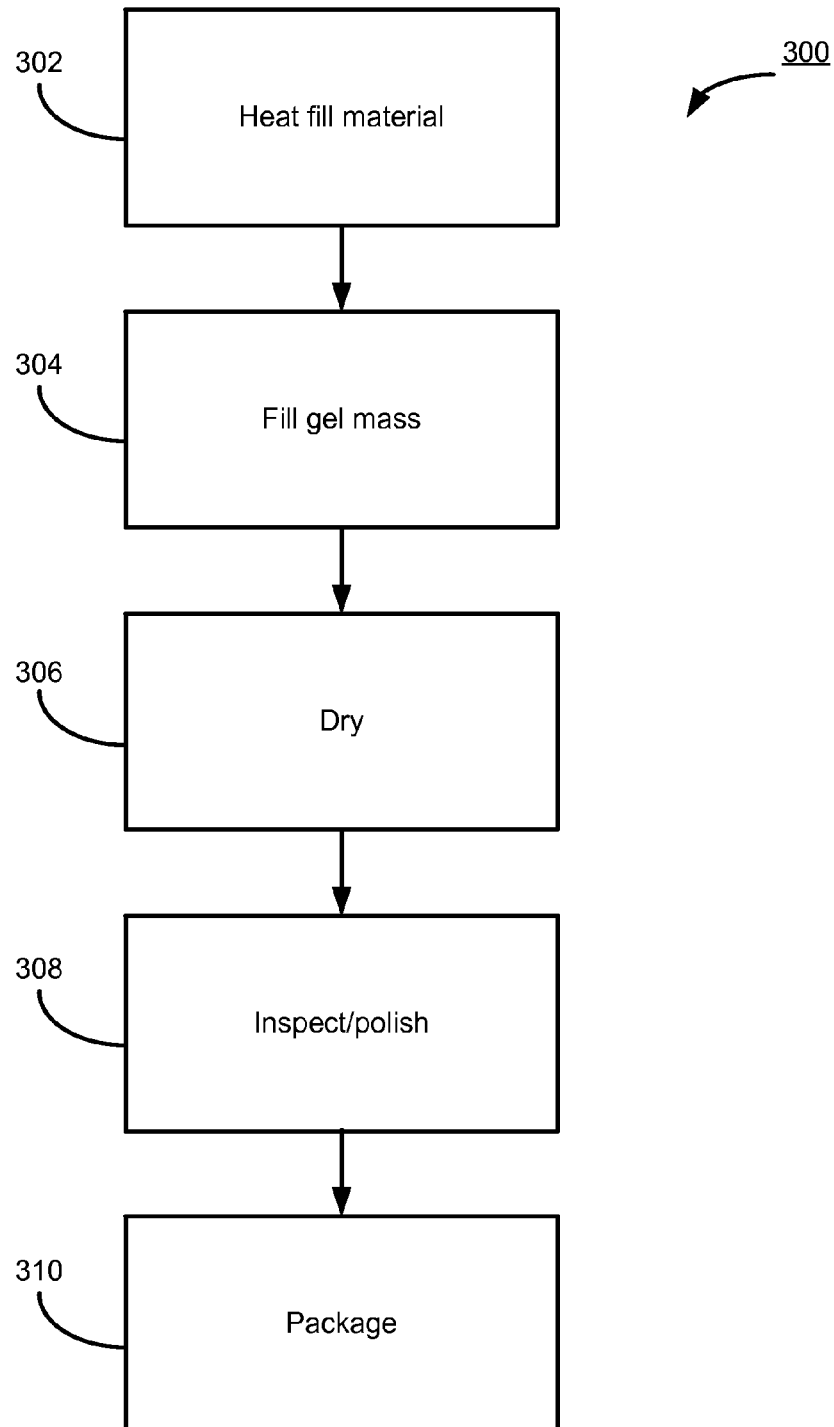 300
302
Heat fill material
304
Fill gel mass
306
Dry
308
Inspect/polish
310
Package